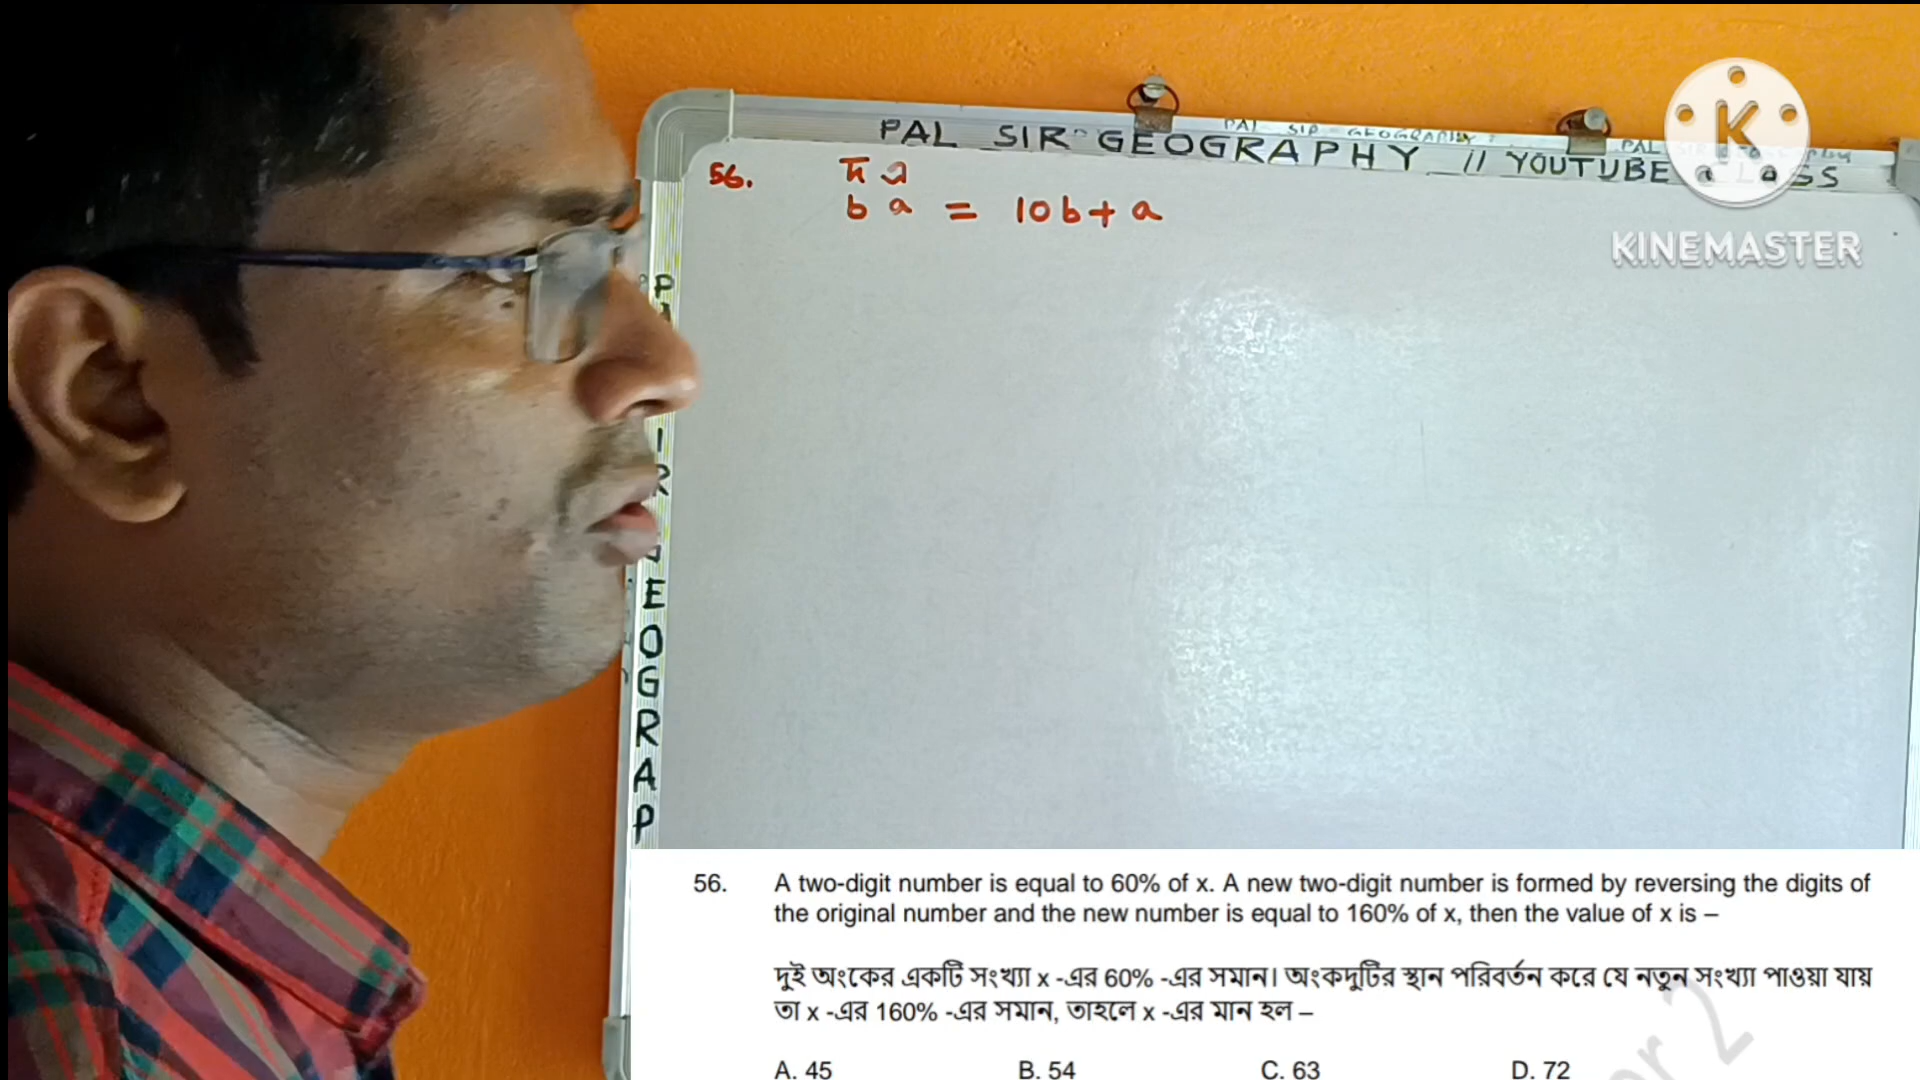 PAL SIR GEOGRAPHY // YOUTUBE CLASS
KINEMASTER
56.
b a = 10b + a
56. A two-digit number is equal to 60% of x. A new two-digit number is formed by reversing the digits of
the original number and the new number is equal to 160% of x, then the value of x is –
দুই অংকের একটি সংখ্যা x -এর 60% -এর সমান। অংকদুটির স্থান পরিবর্তন করে যে নতুন সংখ্যা পাওয়া যায়
তা x -এর 160% -এর সমান, তাহলে x -এর মান হল –
A. 45 B. 54 C. 63 D. 72